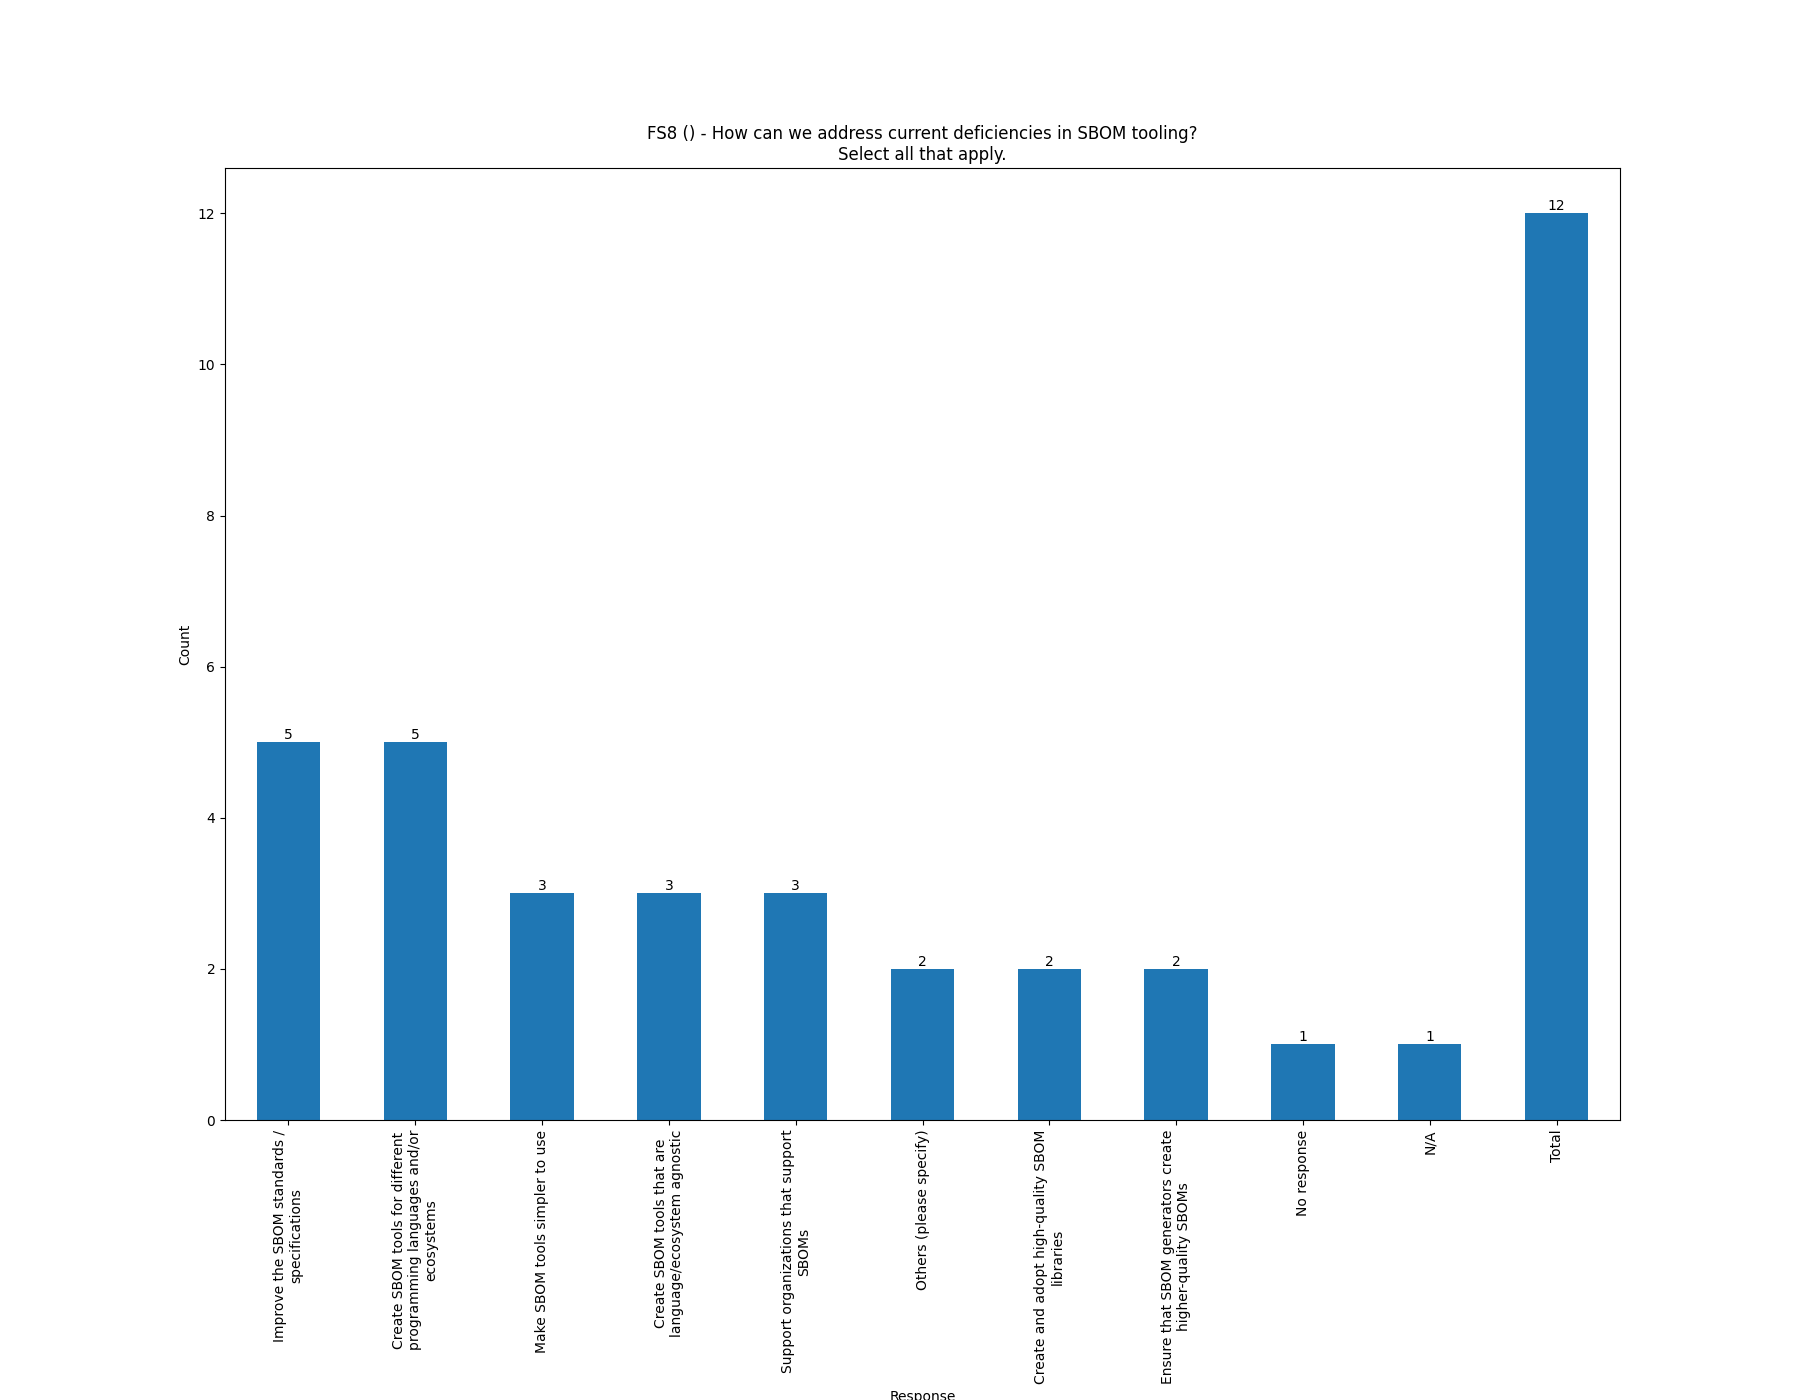 FS8 () - How can we address current deficiencies in SBOM tooling?
Select all that apply.
Count
12
10
8
6
4
2
0
5
5
3
3
3
2
2
2
1
1
12
Improve the SBOM standards /
specifications
Create SBOM tools for different
programming languages and/or
ecosystems
Make SBOM tools simpler to use
Create SBOM tools that are
language/ecosystem agnostic
Support organizations that support
SBOMs
Others (please specify)
Create and adopt high-quality SBOM
libraries
Ensure that SBOM generators create
higher-quality SBOMs
No response
N/A
Total
Response